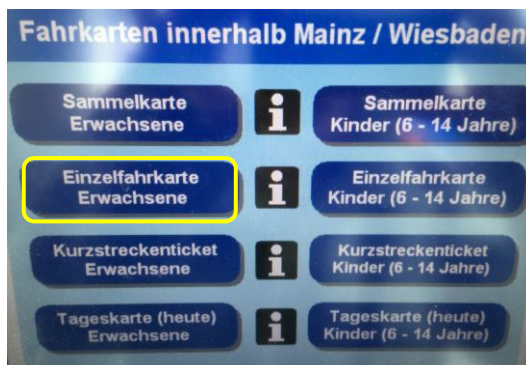 Fahrkarten innerhalb Mainz / Wiesbaden
Sammelkarte
Erwachsene
i
Sammelkarte
Kinder (6 - 14 Jahre)
Einzelfahrkarte
Erwachsene
i
Einzelfahrkarte
Kinder (6 - 14 Jahre)
Kurzstreckenticket
Erwachsene
i
Kurzstreckenticket
Kinder (6 - 14 Jahre)
Tageskarte (heute)
Erwachsene
i
Tageskarte (heute)
Kinder (6 - 14 Jahre)